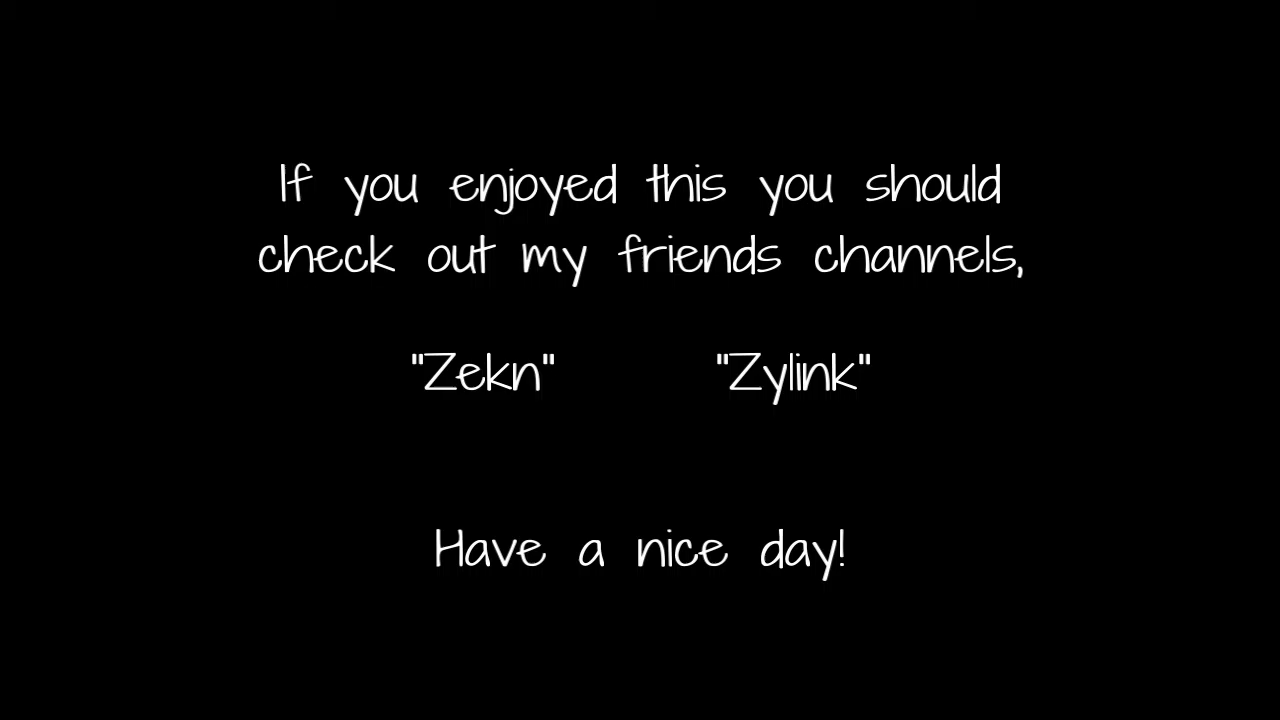 If you enjoyed this you should
check out my friends channels,
"Zekn" "Zylink"
Have a nice day!